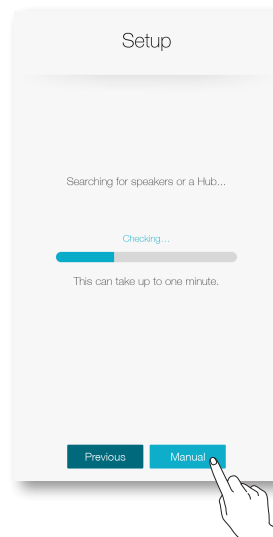 Setup
Searching for speakers or a Hub...
Checking...
This can take up to one minute.
Previous
Manual